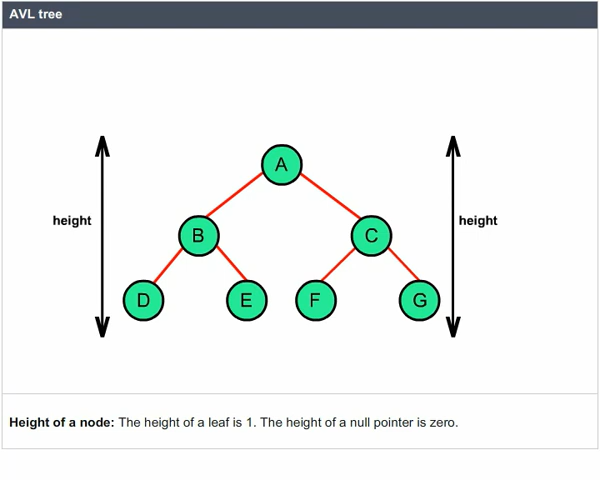 AVL tree
A
height
height
B
C
D
E
F
G
Height of a node: The height of a leaf is 1. The height of a null pointer is zero.